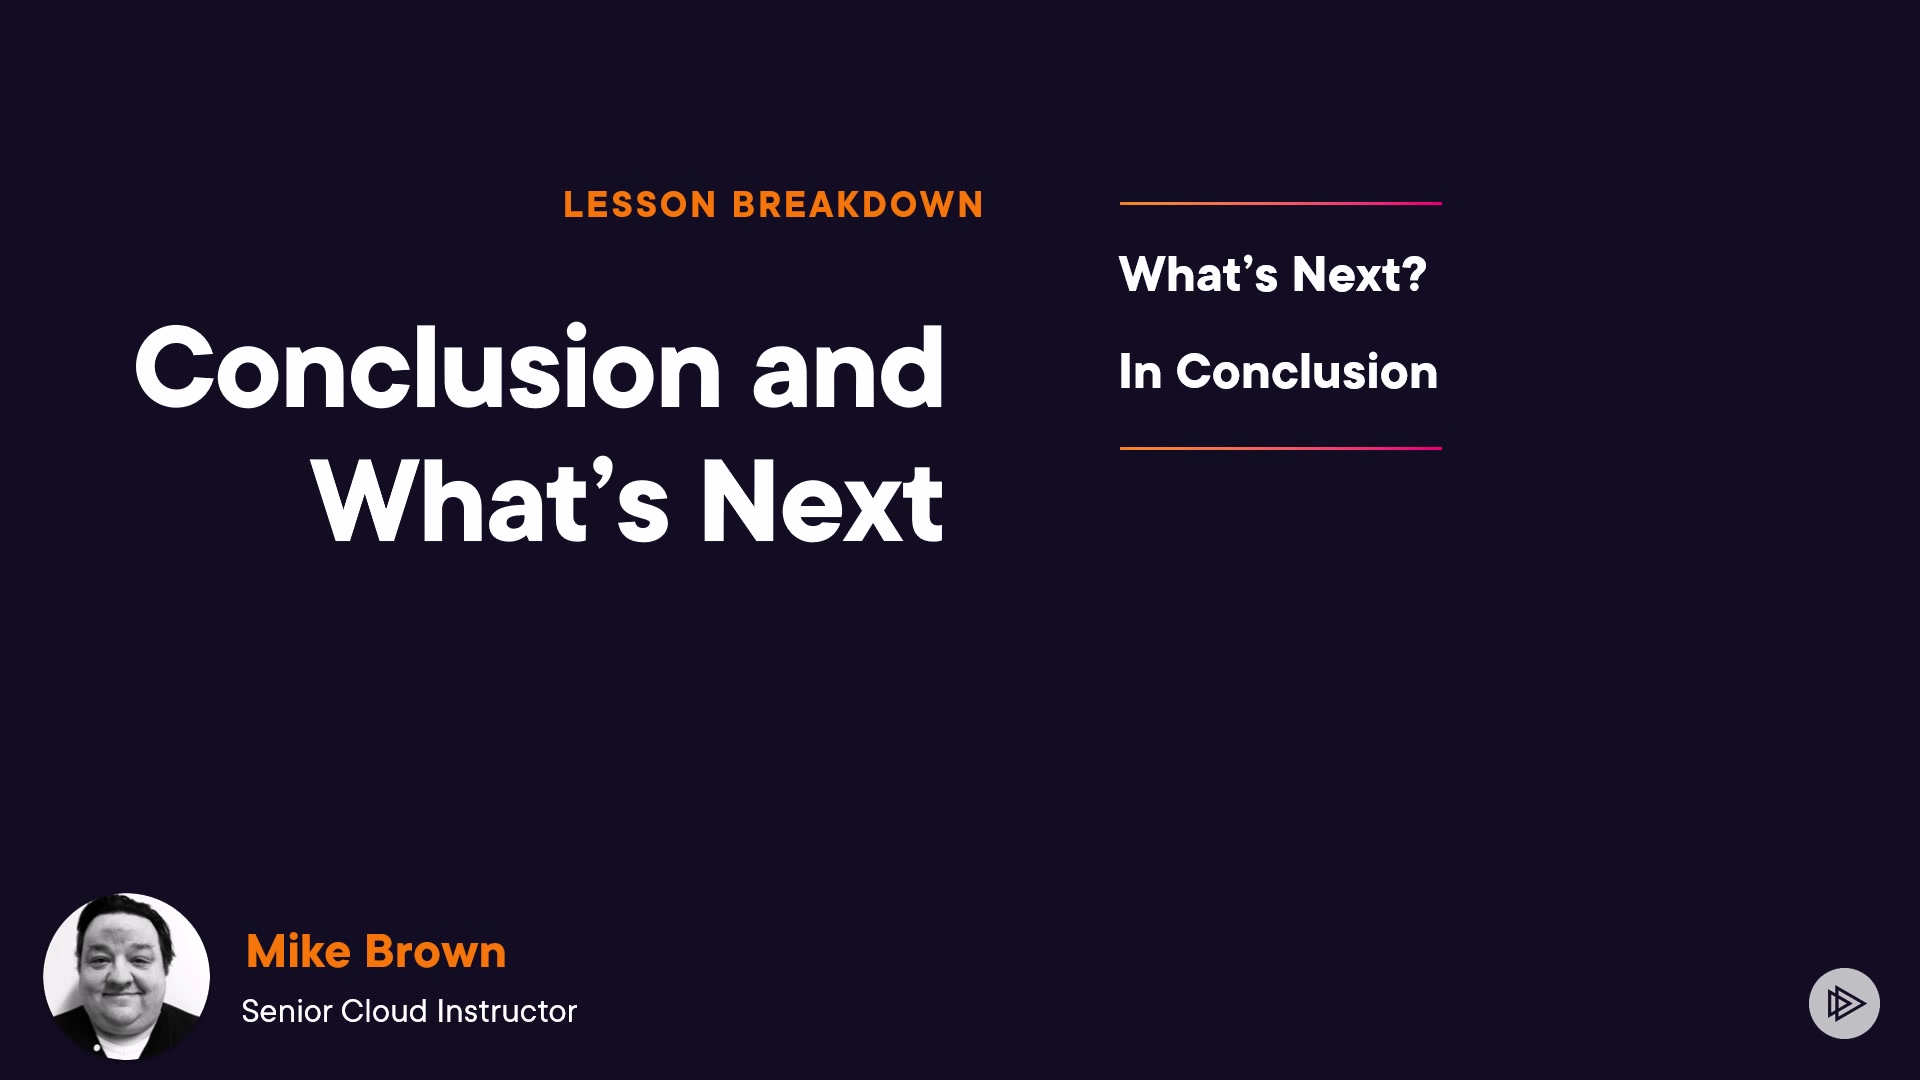 LESSON BREAKDOWN
Conclusion and
What’s Next
What’s Next?
In Conclusion
Mike Brown
Senior Cloud Instructor